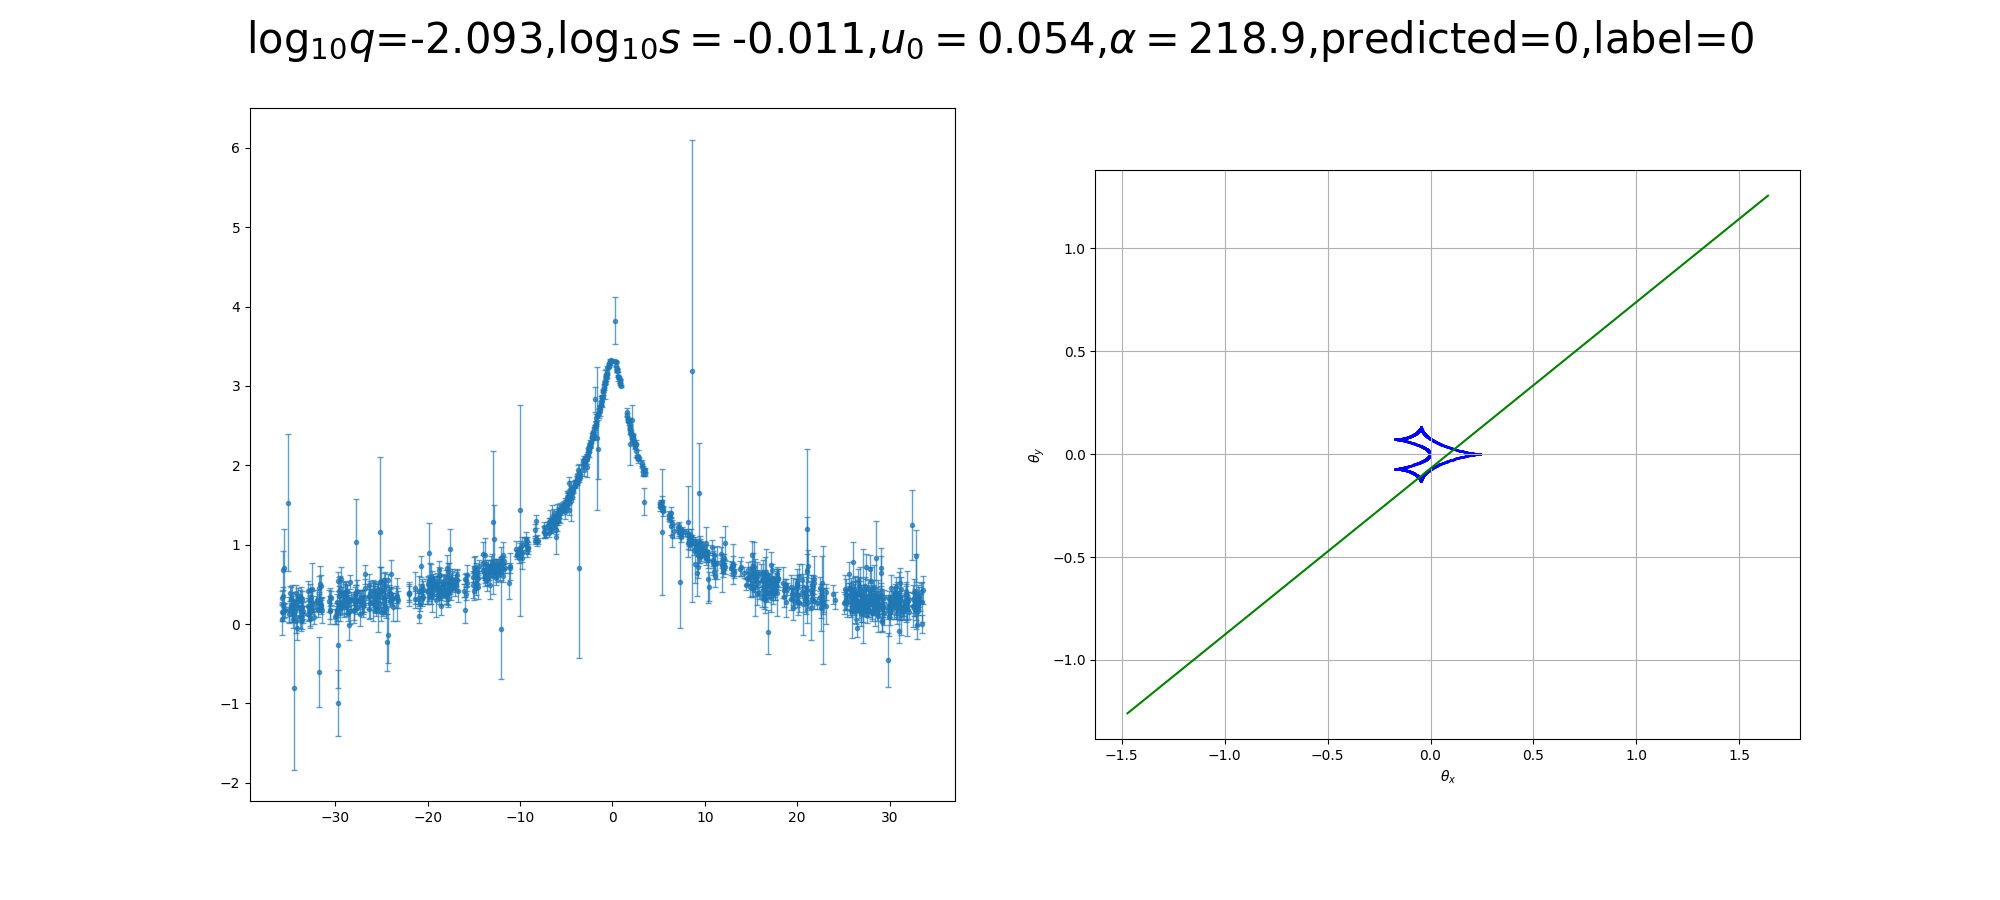 log₁₀q=-2.093,log₁₀s = -0.011,u₀ = 0.054,α = 218.9,predicted=0,label=0
6
5
4
3
2
1
0
−1
−2
−30 −20 −10 0 10 20 30
1.0
0.5
0.0
−0.5
−1.0
θy
−1.5 −1.0 −0.5 0.0 0.5 1.0 1.5
θx